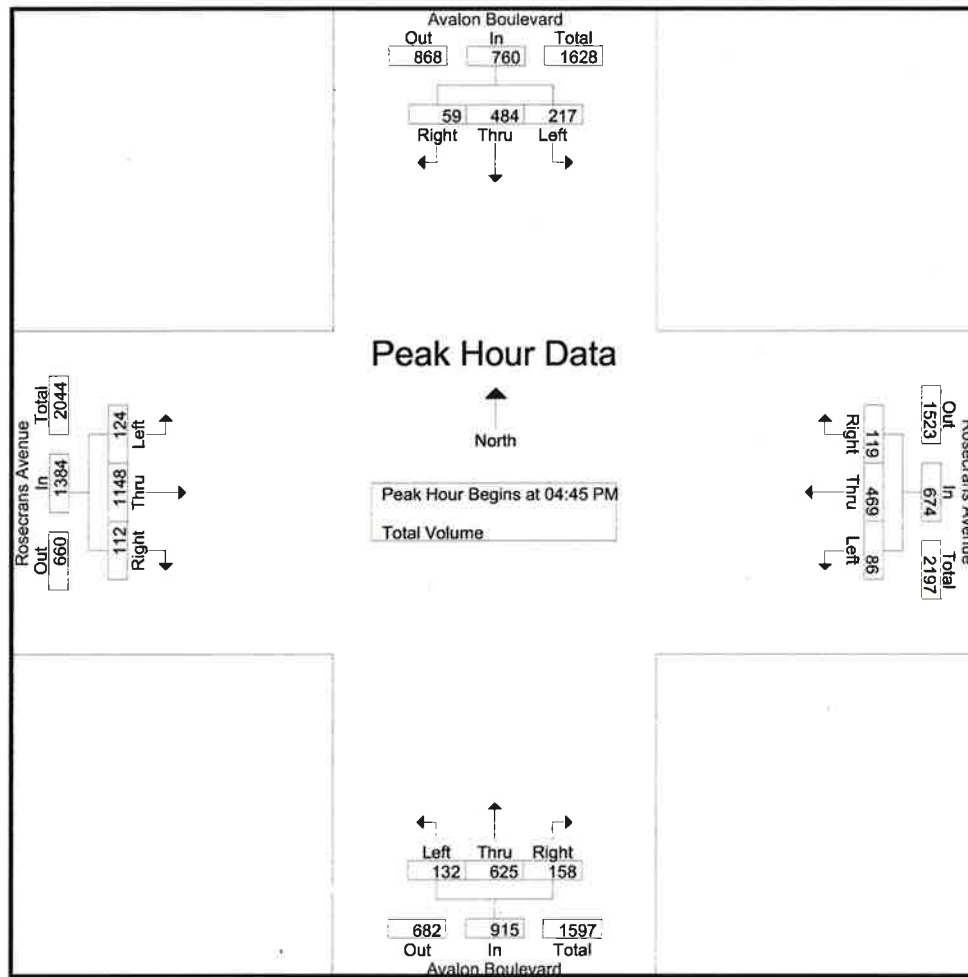 Avalon Boulevard
Out In Total
868 760 1628
59 484 217
Right Thru Left
Peak Hour Data
North
Peak Hour Begins at 04:45 PM
Total Volume
Rosecrans Avenue
Out In Total
660 1384 2044
112 1148 124
Right Thru Left
Rosecrans Avenue
Out In Total
1523 674 2197
119 469 86
Right Thru Left
Left Thru Right
132 625 158
682 915 1597
Out In Total
Avalon Boulevard